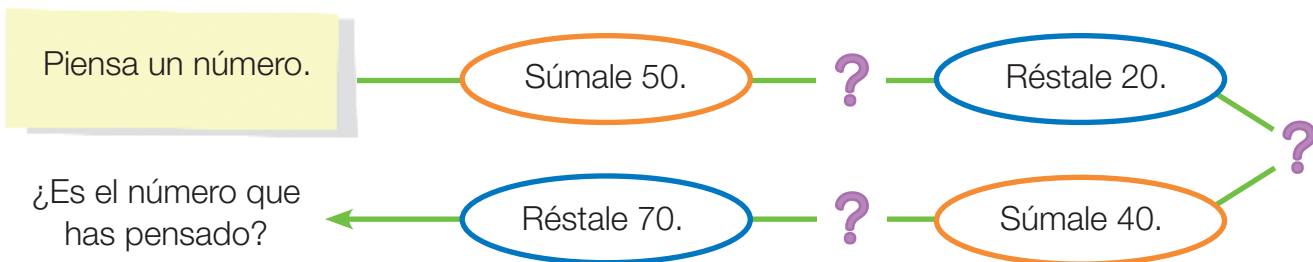 Piensa un número.
Súmale 50.
?
Réstale 20.
?
Súmale 40.
?
Réstale 70.
¿Es el número que
has pensado?